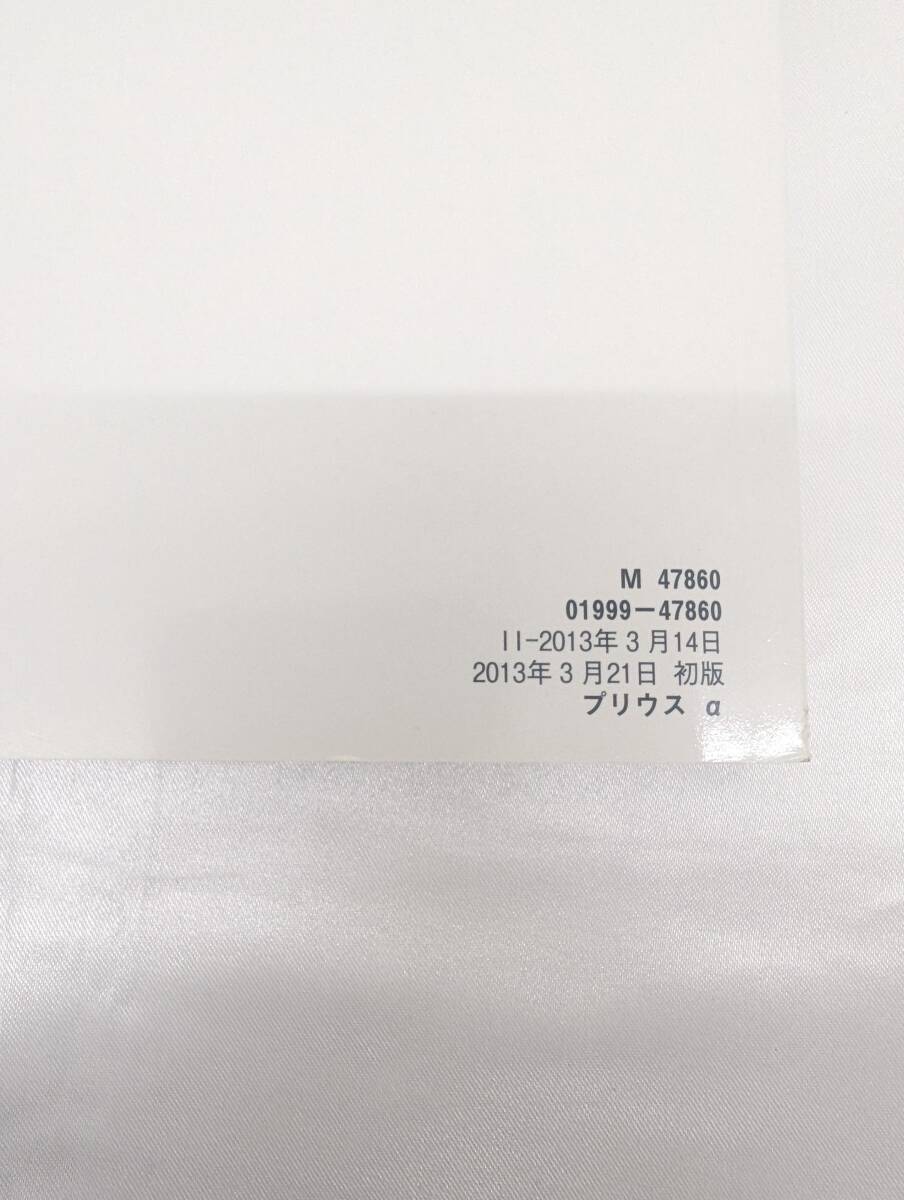 M 47860
01999−47860
II-2013年3月14日
2013年3月21日 初版
プリウス α